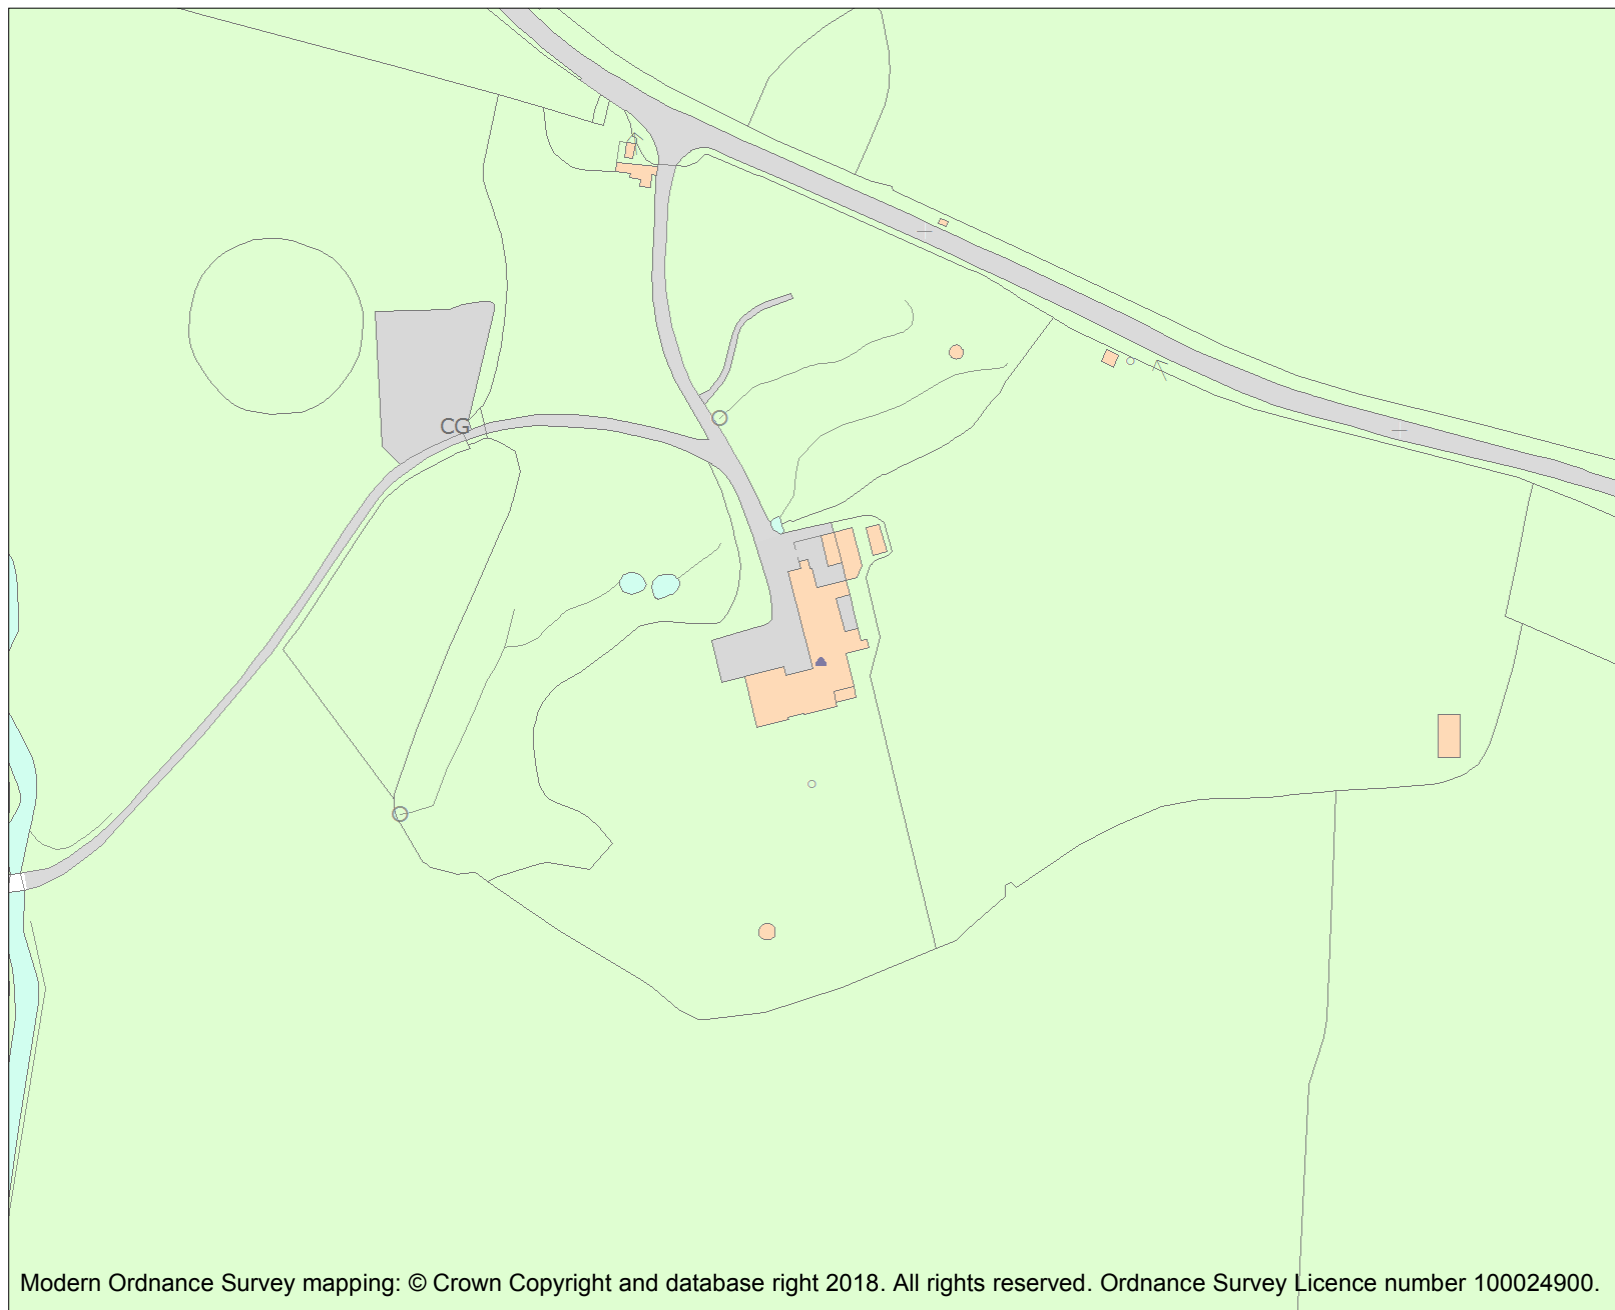 CG
Modern Ordnance Survey mapping: © Crown Copyright and database right 2018. All rights reserved. Ordnance Survey Licence number 100024900.